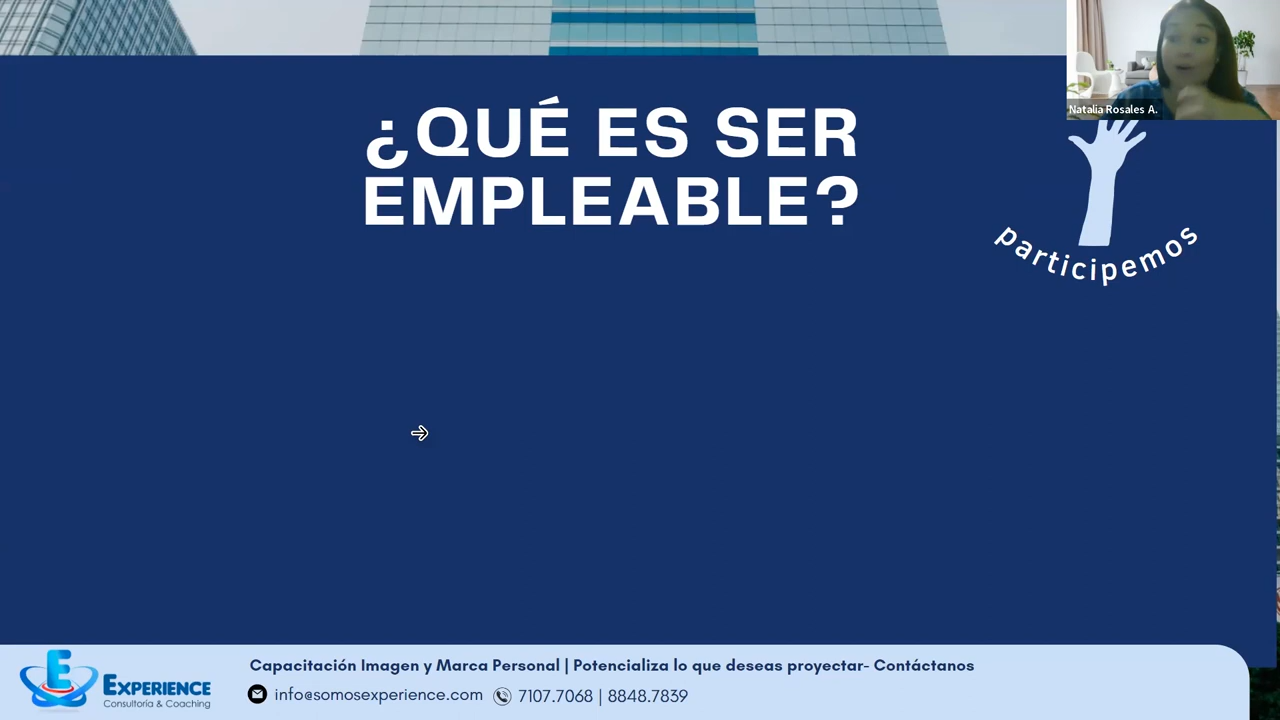 Natalia Rosales A.
¿QUÉ ES SER
EMPLEABLE?
participemos
E
EXPERIENCE
Consultoría & Coaching
Capacitación Imagen y Marca Personal | Potencializa lo que deseas proyectar- Contáctanos
info@somosexperience.com 7107.7068 | 8848.7839